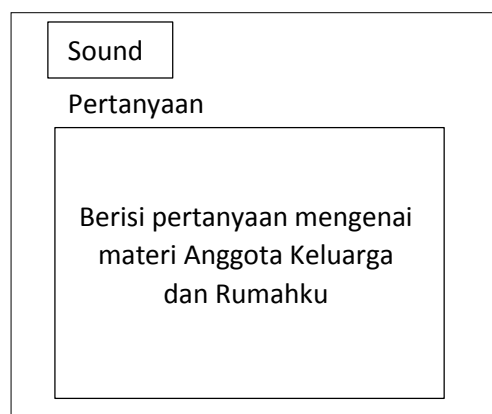 Sound
Pertanyaan
Berisi pertanyaan mengenai
materi Anggota Keluarga
dan Rumahku